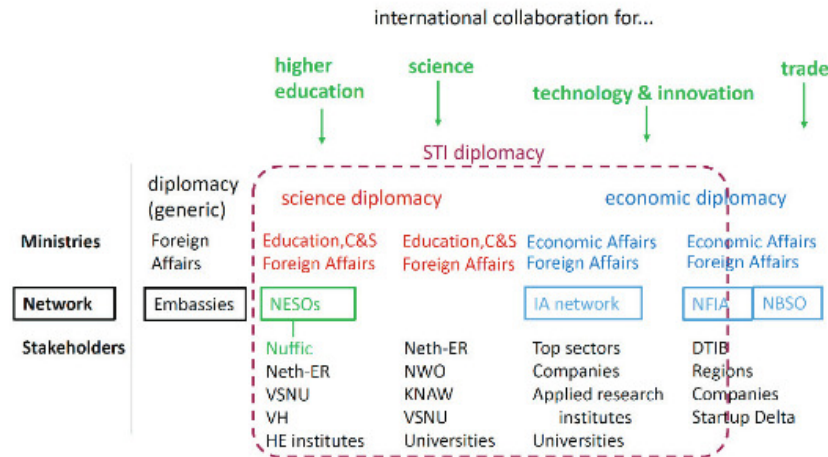 international collaboration for...
higher
education
science
technology & innovation
trade
STI diplomacy
diplomacy
(generic)
science diplomacy
economic diplomacy
Ministries
Foreign
Affairs
Education,C&S
Foreign Affairs
Education,C&S
Foreign Affairs
Economic Affairs
Foreign Affairs
Economic Affairs
Foreign Affairs
Network
Embassies
NESOs
IA network
NFIA
NBSO
Stakeholders
Nuffic
Neth-ER
VSNU
VH
HE institutes
Neth-ER
NWO
KNAW
VSNU
Universities
Top sectors
Companies
Applied research
institutes
Universities
DTIB
Regions
Companies
Startup Delta